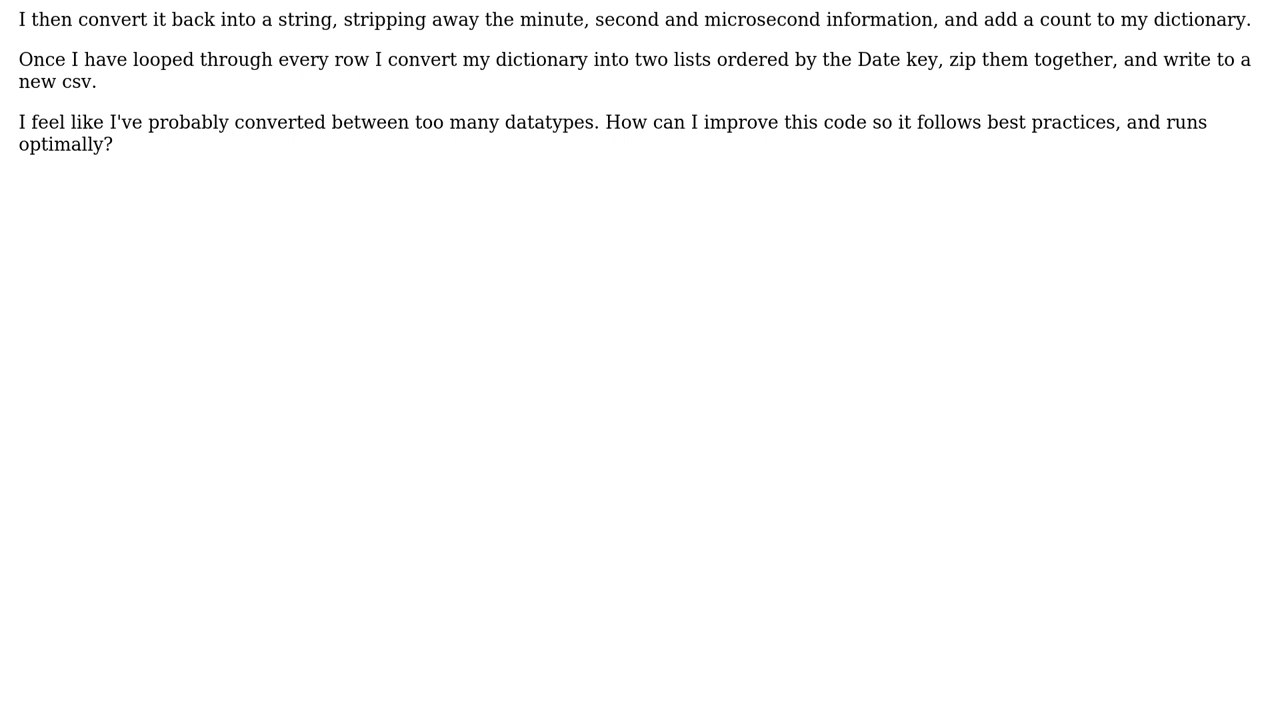 I then convert it back into a string, stripping away the minute, second and microsecond information, and add a count to my dictionary.
Once I have looped through every row I convert my dictionary into two lists ordered by the Date key, zip them together, and write to a
new csv.
I feel like I've probably converted between too many datatypes. How can I improve this code so it follows best practices, and runs
optimally?